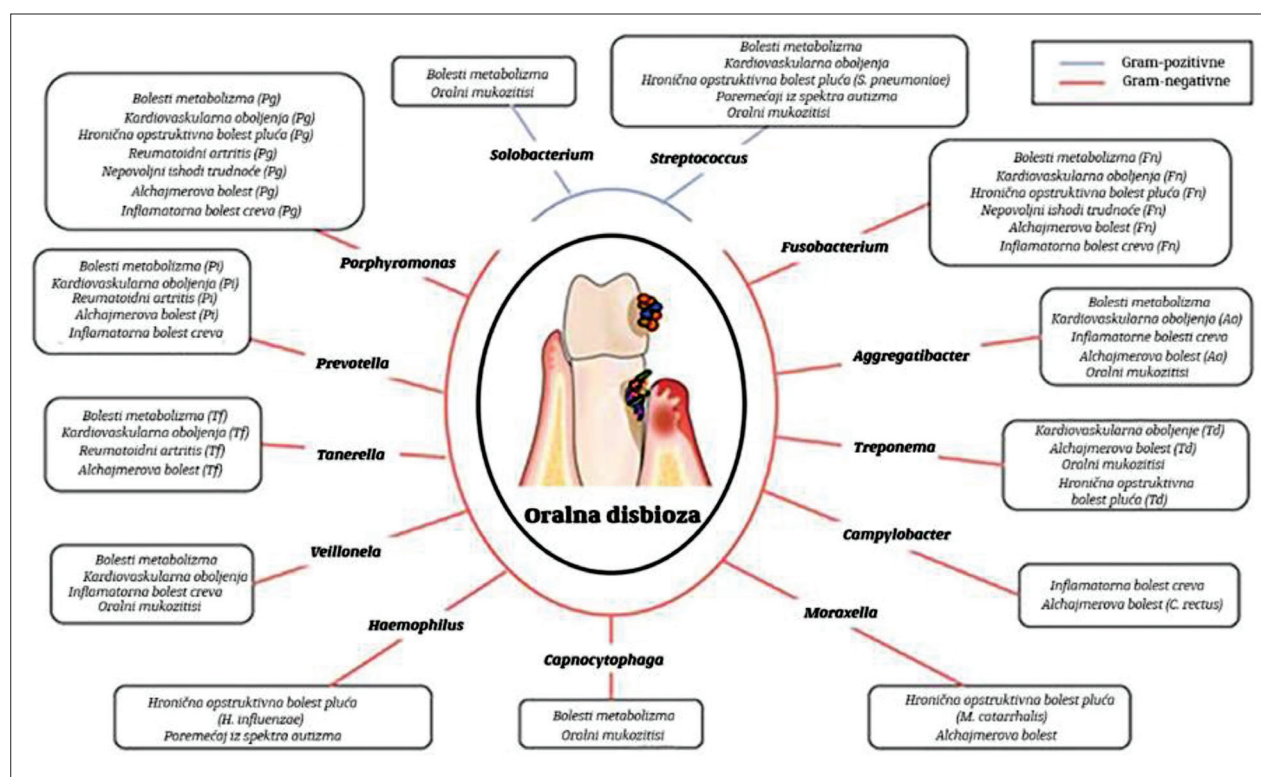 Bolesti metabolizma
Oralni mukozitisi
Solobacterium
Bolesti metabolizma
Kardiovaskularna oboljenja
Hronična opstruktivna bolest pluća (S. pneumoniae)
Poremećaji iz spektra autizma
Oralni mukozitisi
Streptococcus
Gram-pozitivne
Gram-negativne
Bolesti metabolizma (Pg)
Kardiovaskularna oboljenja (Pg)
Hronična opstruktivna bolest pluća (Pg)
Reumatoidni artritis (Pg)
Nepovoljni ishodi trudnoće (Pg)
Alchajmerova bolest (Pg)
Inflamatorna bolest creva (Pg)
Porphyromonas
Bolesti metabolizma (Fn)
Kardiovaskularna oboljenja (Fn)
Hronična opstruktivna bolest pluća (Fn)
Nepovoljni ishodi trudnoće (Fn)
Alchajmerova bolest (Fn)
Inflamatorna bolest creva (Fn)
Fusobacterium
Bolesti metabolizma (Pi)
Kardiovaskularna oboljenja (Pi)
Reumatoidni artritis (Pi)
Alchajmerova bolest (Pi)
Inflamatorna bolest creva
Prevotella
Bolesti metabolizma
Kardiovaskularna oboljenja (Aa)
Inflamatorne bolesti creva
Alchajmerova bolest (Aa)
Oralni mukozitisi
Aggregatibacter
Bolesti metabolizma (Tf)
Kardiovaskularna oboljenja (Tf)
Reumatoidni artritis (Tf)
Alchajmerova bolest (Tf)
Tanerella
Kardiovaskularna oboljenje (Td)
Alchajmerova bolest (Td)
Oralni mukozitisi
Hronična opstruktivna
bolest pluća (Td)
Treponema
Oralna disbioza
Bolesti metabolizma
Kardiovaskularna oboljenja
Inflamatorna bolest creva
Oralni mukozitisi
Veillonela
Campylobacter
Inflamatorna bolest creva
Alchajmerova bolest (C. rectus)
Haemophilus
Hronična opstruktivna bolest pluća
(H. influenzae)
Poremećaj iz spektra autizma
Capnocytophaga
Bolesti metabolizma
Oralni mukozitisi
Moraxella
Hronična opstruktivna bolest pluća
(M. catarrhalis)
Alchajmerova bolest